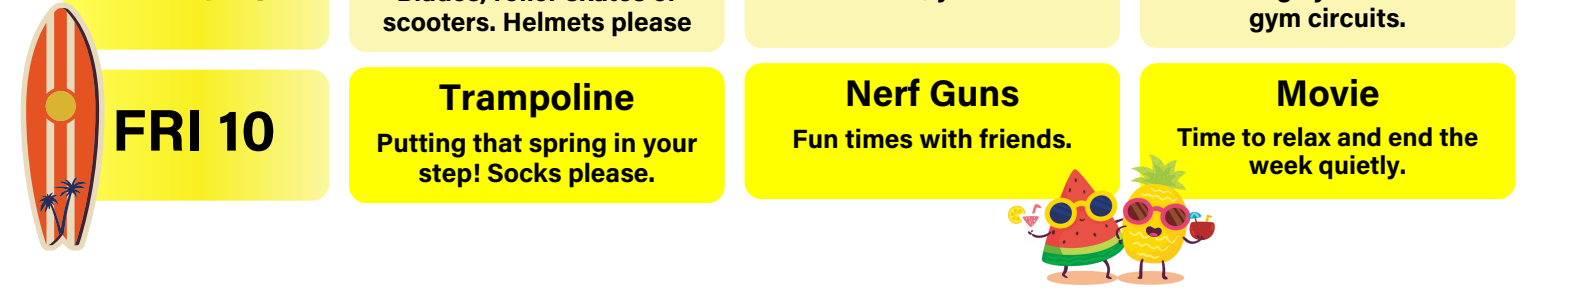 scooters. Helmets please
gym circuits.
FRI 10
Trampoline
Putting that spring in your
step! Socks please.
Nerf Guns
Fun times with friends.
Movie
Time to relax and end the
week quietly.